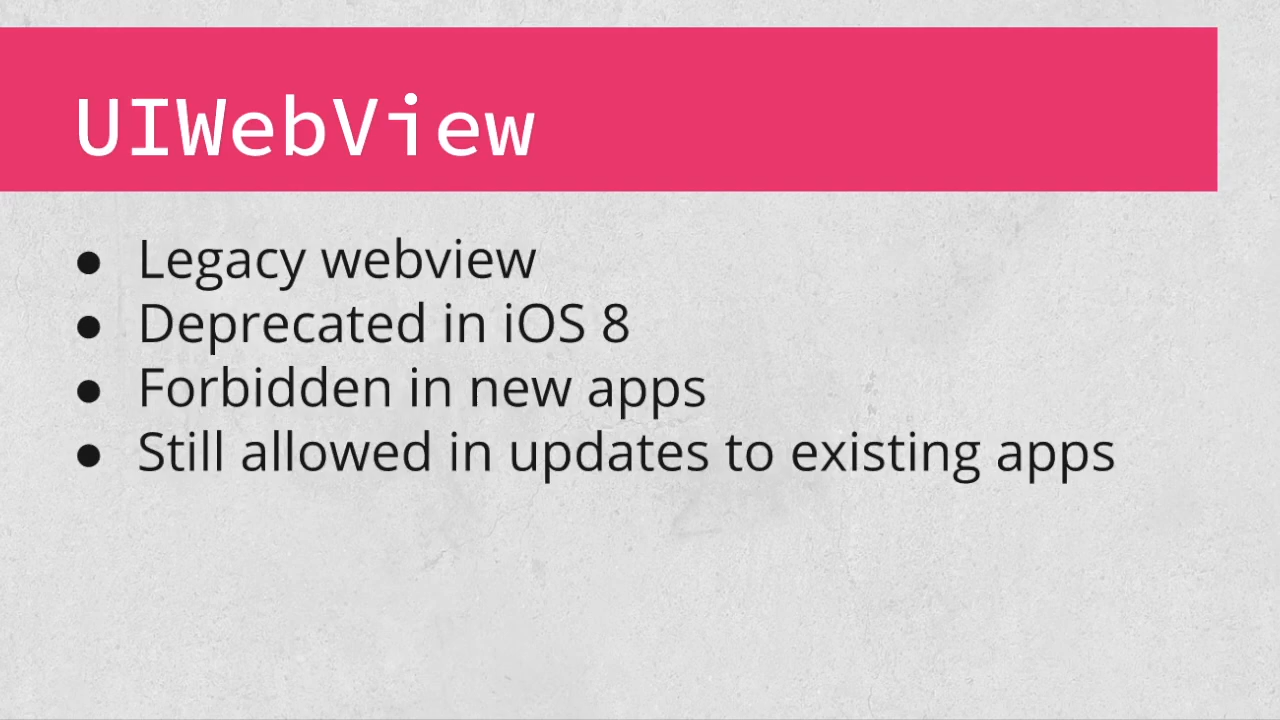 UIWebView
● Legacy webview
● Deprecated in iOS 8
● Forbidden in new apps
● Still allowed in updates to existing apps